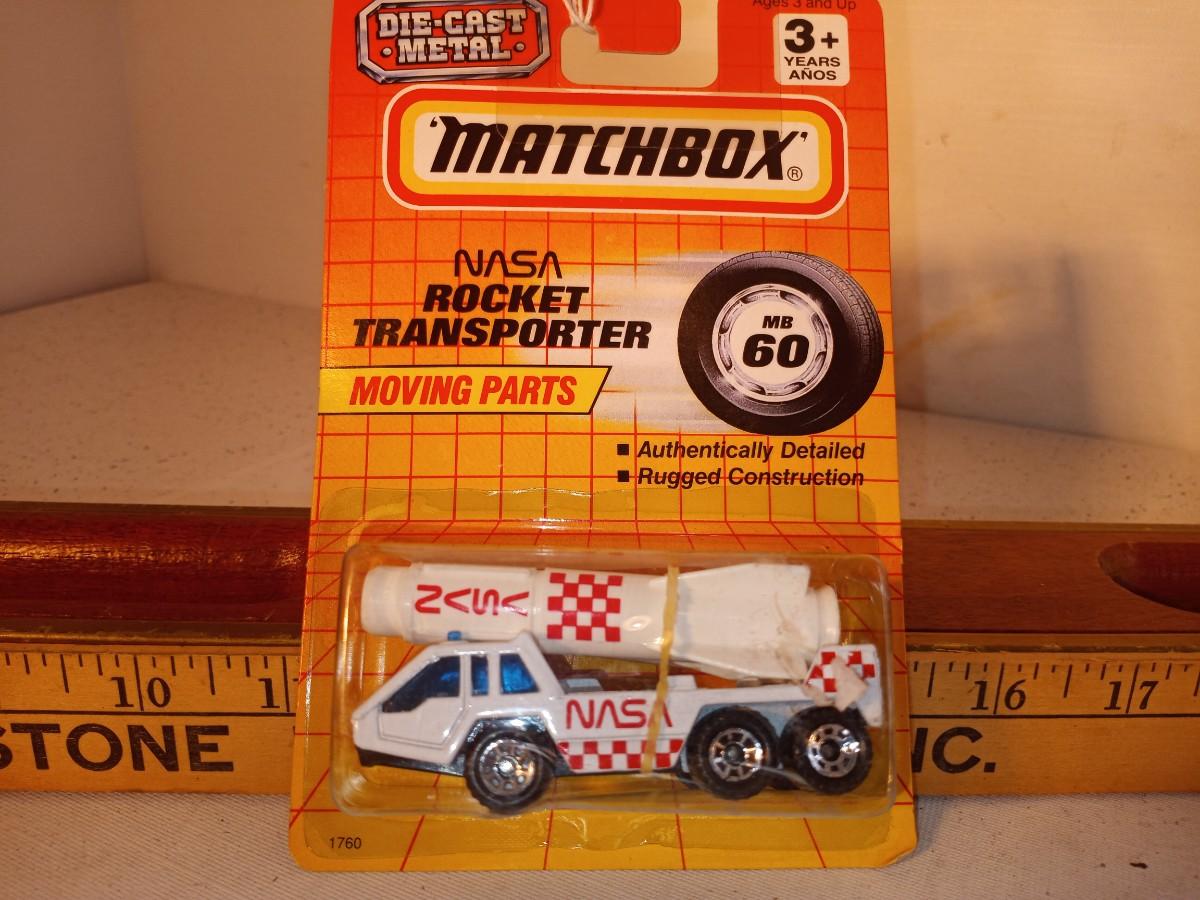 Ages 3 and Up
DIE-CAST
METAL
3+
YEARS
AÑOS
'MATCHBOX'®
NASA
ROCKET
TRANSPORTER
MB
60
MOVING PARTS
■ Authentically Detailed
■ Rugged Construction
NASA
NASA
10
16
17
STONE
NC.
1760